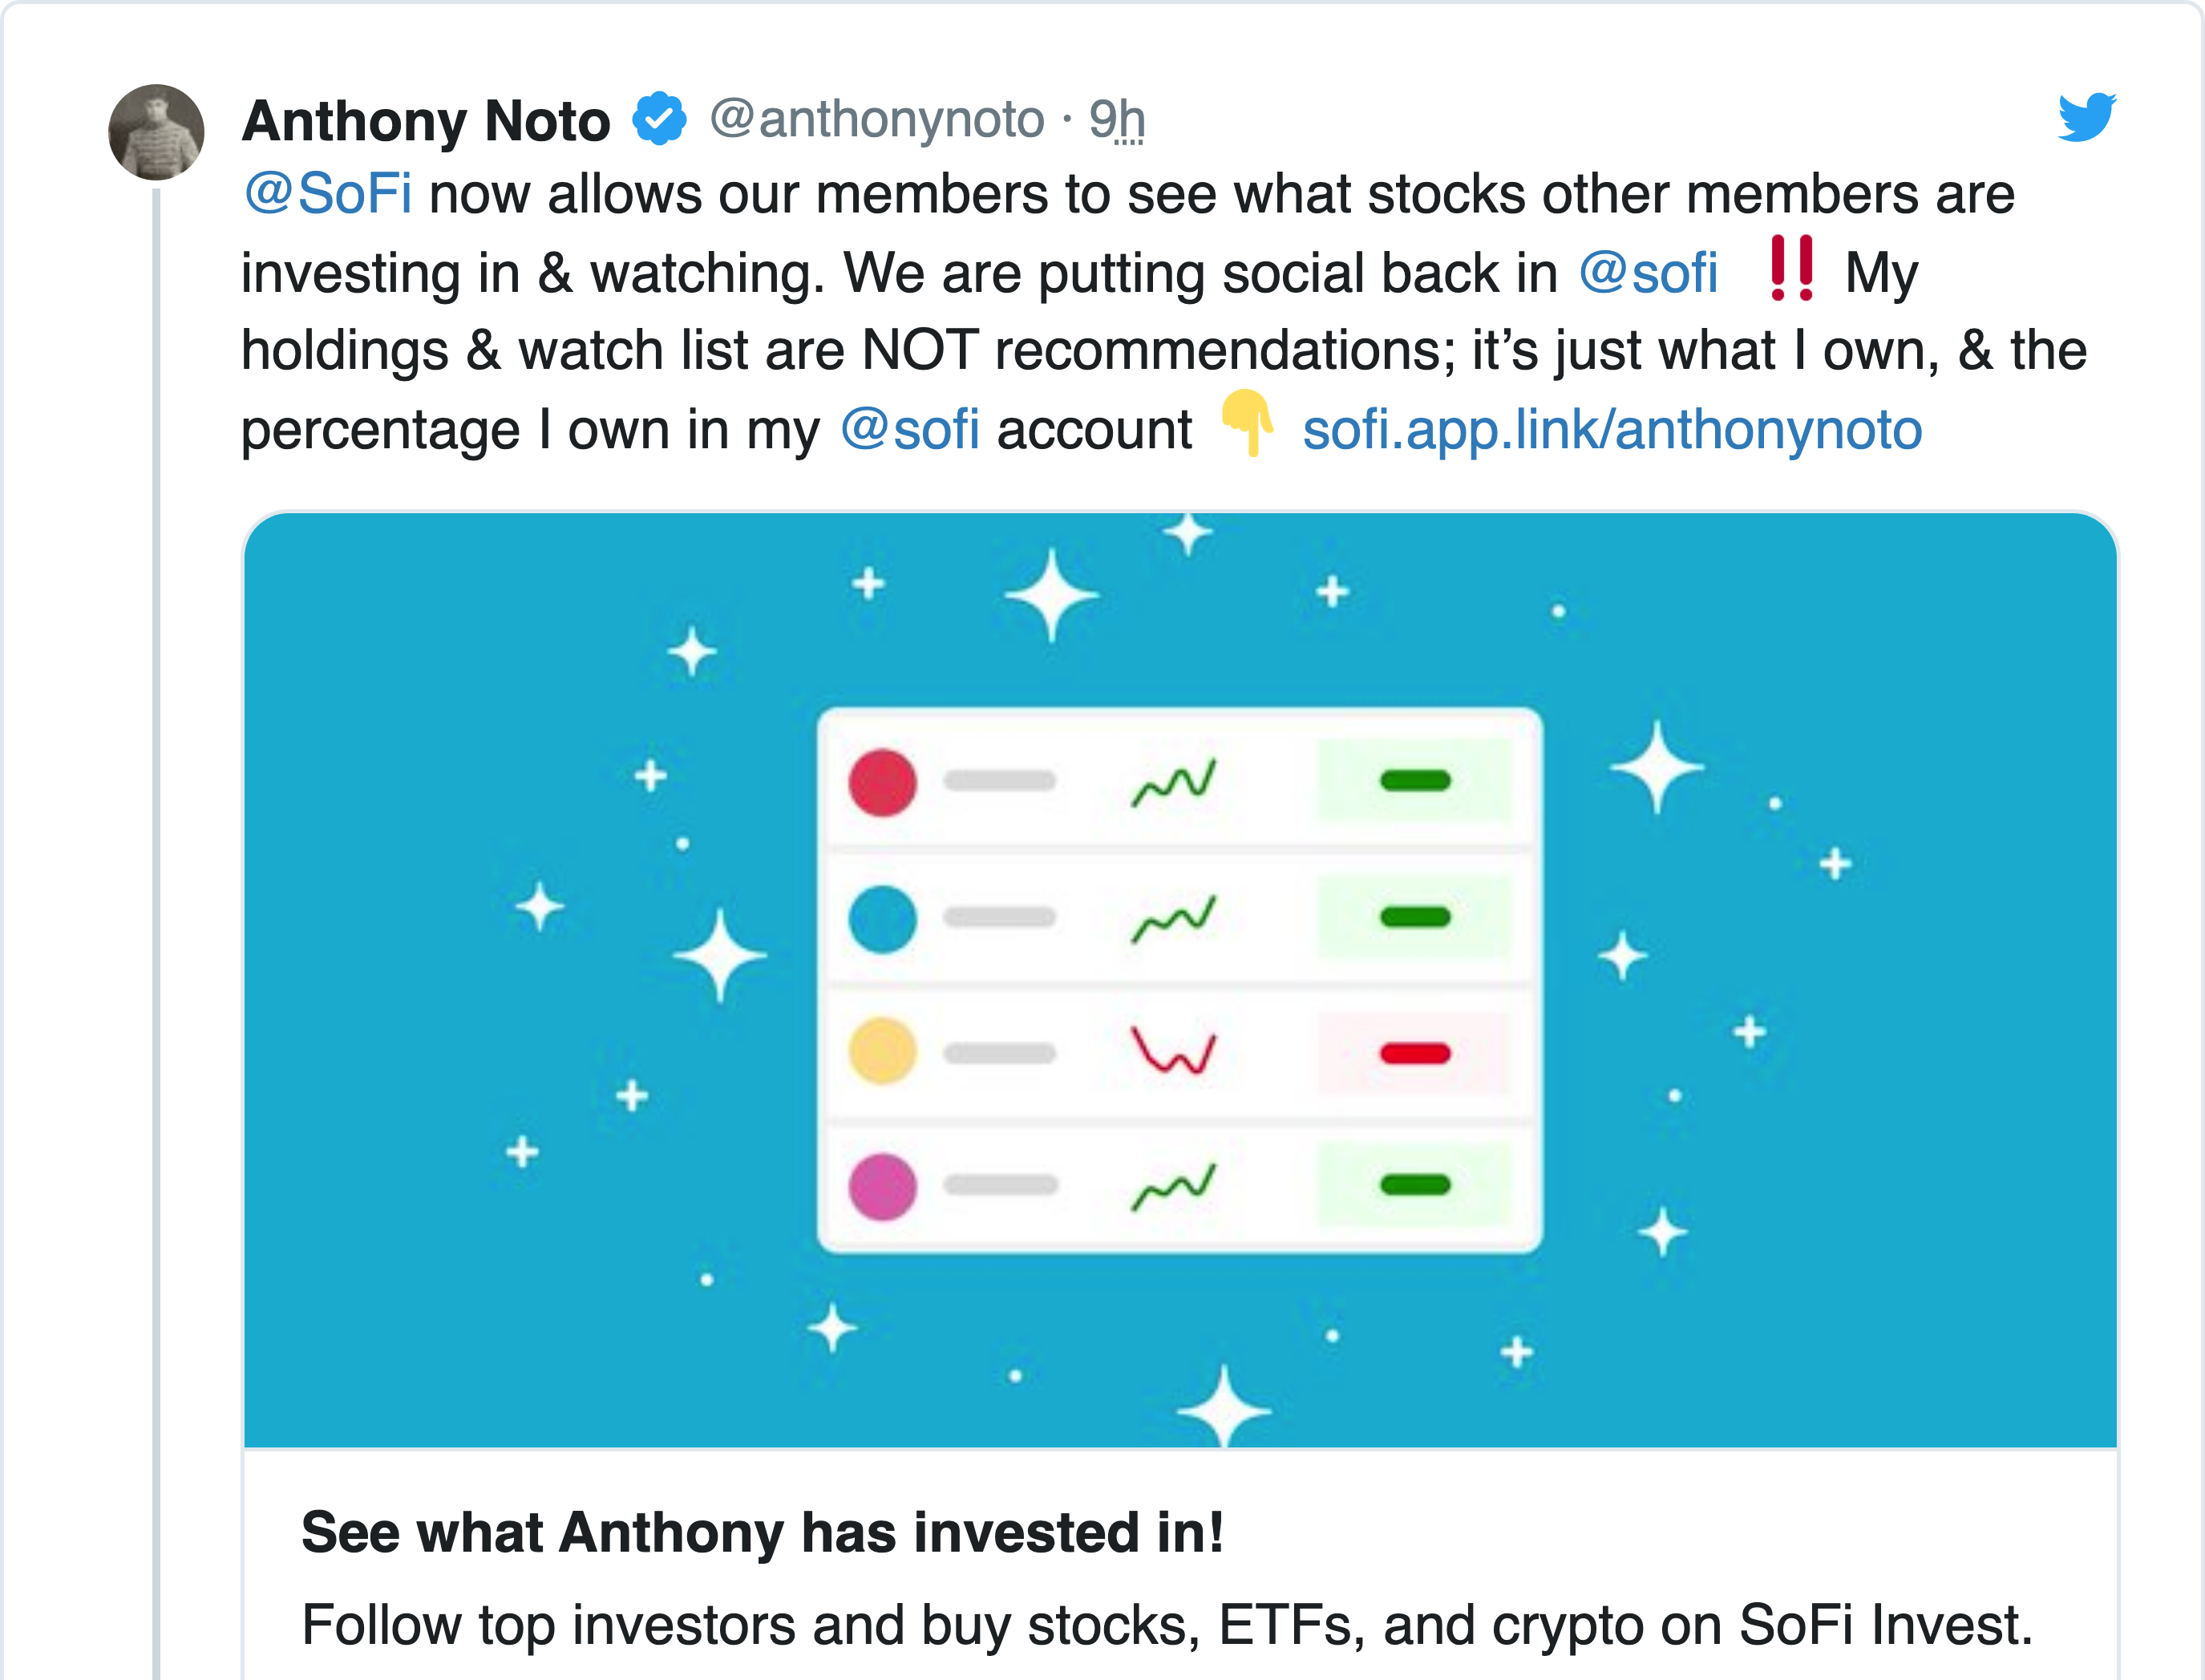 Anthony Noto @anthonynoto · 9h
@SoFi now allows our members to see what stocks other members are
investing in & watching. We are putting social back in @sofi ‼️ My
holdings & watch list are NOT recommendations; it’s just what I own, & the
percentage I own in my @sofi account 👇 sofi.app.link/anthonynoto
See what Anthony has invested in!
Follow top investors and buy stocks, ETFs, and crypto on SoFi Invest.